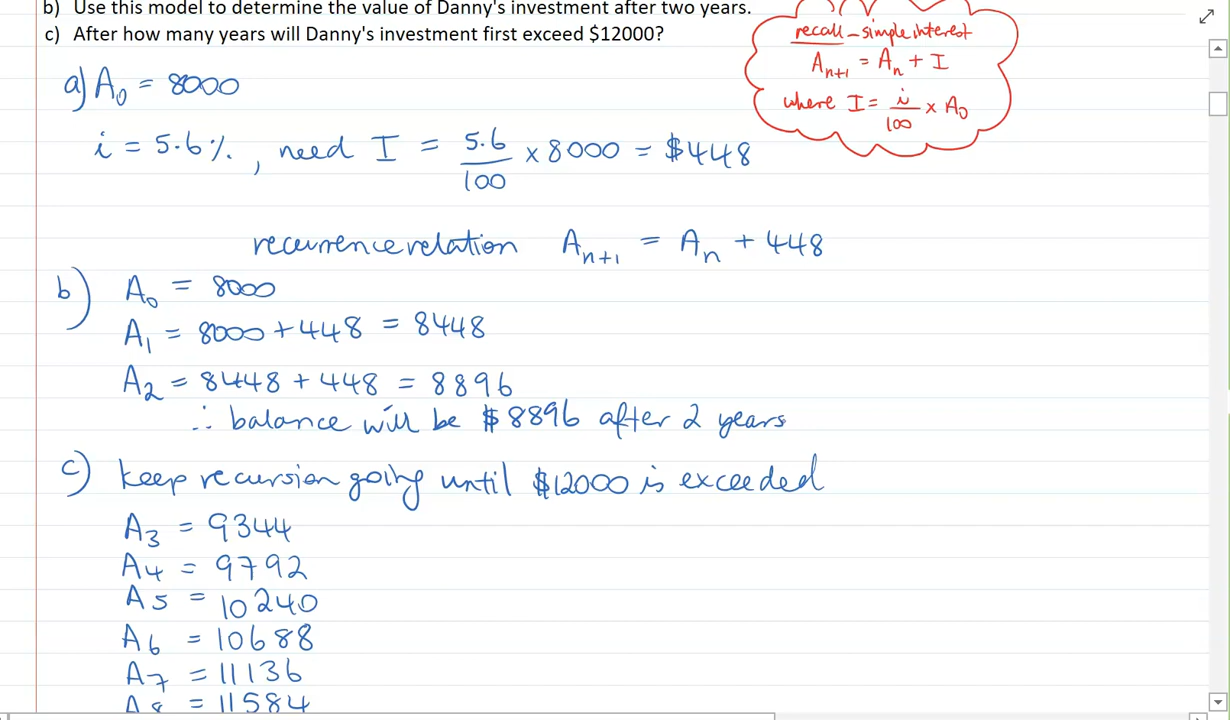 b) Use this model to determine the value of Danny's investment after two years.
c) After how many years will Danny's investment first exceed $12000?
recall - simple interest
Aₙ₊₁ = Aₙ + I
where I = i/100 × A₀
a) A₀ = 8000
i = 5.6%, need I = 5.6/100 × 8000 = $448
recurrence relation Aₙ₊₁ = Aₙ + 448
b) A₀ = 8000
A₁ = 8000 + 448 = 8448
A₂ = 8448 + 448 = 8896
∴ balance will be $8896 after 2 years
c) keep recursion going until $12000 is exceeded
A₃ = 9344
A₄ = 9792
A₅ = 10240
A₆ = 10688
A₇ = 11136
A₈ = 11584